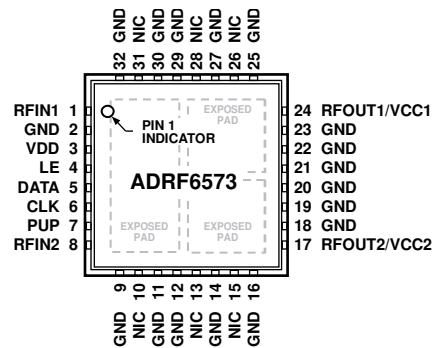 32 GND
31 NIC
30 GND
29 GND
28 NIC
27 GND
26 NIC
25 GND
RFIN1 1
GND 2
VDD 3
LE 4
DATA 5
CLK 6
PUP 7
RFIN2 8
EXPOSED
PAD
PIN 1
INDICATOR
ADRF6573
EXPOSED
PAD
EXPOSED
PAD
24 RFOUT1/VCC1
23 GND
22 GND
21 GND
20 GND
19 GND
18 GND
17 RFOUT2/VCC2
GND 9
NIC 10
GND 11
GND 12
NIC 13
GND 14
NIC 15
GND 16